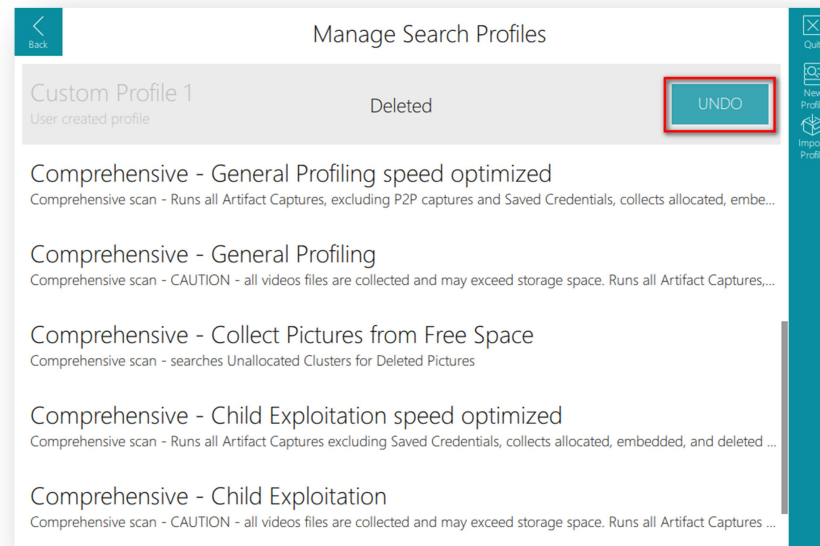 Back
Manage Search Profiles
Quit
Custom Profile 1
User created profile
Deleted
UNDO
New
Profil
Impo
Profil
Comprehensive - General Profiling speed optimized
Comprehensive scan - Runs all Artifact Captures, excluding P2P captures and Saved Credentials, collects allocated, embe...
Comprehensive - General Profiling
Comprehensive scan - CAUTION - all videos files are collected and may exceed storage space. Runs all Artifact Captures,...
Comprehensive - Collect Pictures from Free Space
Comprehensive scan - searches Unallocated Clusters for Deleted Pictures
Comprehensive - Child Exploitation speed optimized
Comprehensive scan - Runs all Artifact Captures excluding Saved Credentials, collects allocated, embedded, and deleted ...
Comprehensive - Child Exploitation
Comprehensive scan - CAUTION - all videos files are collected and may exceed storage space. Runs all Artifact Captures ...